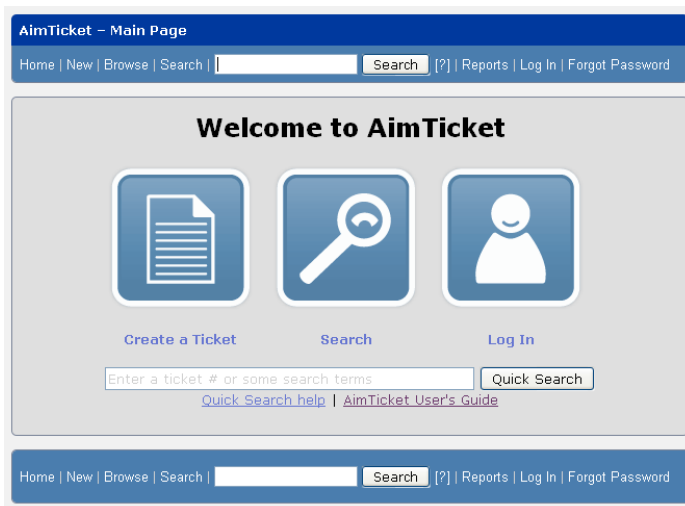 AimTicket – Main Page
Home | New | Browse | Search | Search [?] | Reports | Log In | Forgot Password
Welcome to AimTicket
Create a Ticket Search Log In
Enter a ticket # or some search terms Quick Search
Quick Search help | AimTicket User's Guide
Home | New | Browse | Search | Search [?] | Reports | Log In | Forgot Password